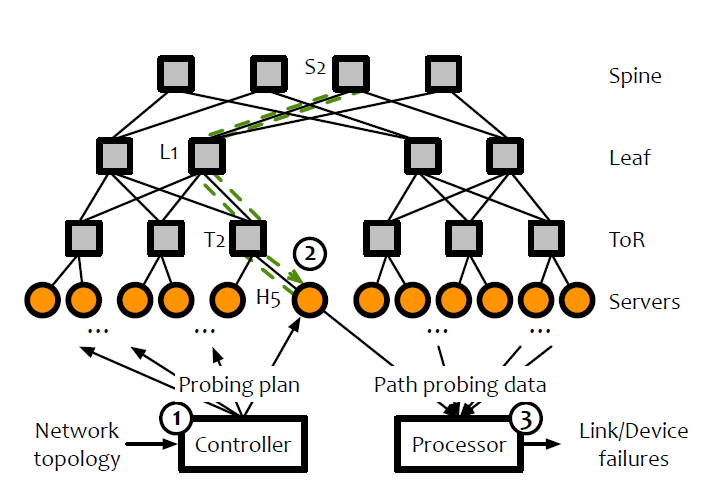 S2
Spine
L1
Leaf
T2
ToR
2
H5
Servers
...
...
...
...
Probing plan
Path probing data
1
3
Network
topology
Controller
Processor
Link/Device
failures